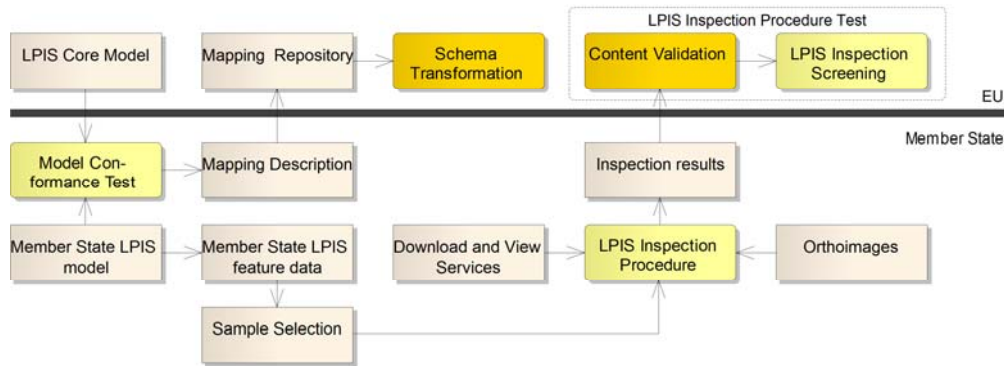 LPIS Inspection Procedure Test
LPIS Core Model
Mapping Repository
Schema
Transformation
Content Validation
LPIS Inspection
Screening
EU
Member State
Model Con-
formance Test
Mapping Description
Inspection results
Member State LPIS
model
Member State LPIS
feature data
Download and View
Services
LPIS Inspection
Procedure
Orthoimages
Sample Selection